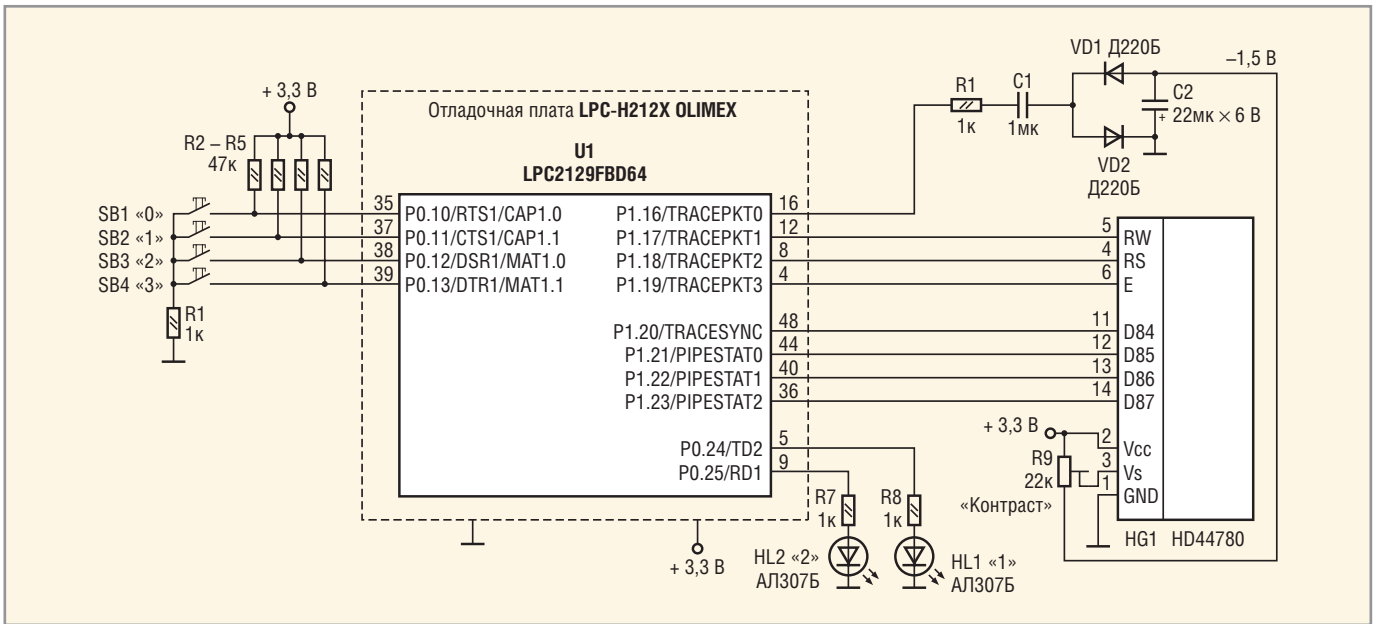 + 3,3 В
R2 – R5
47к
SB1 «0»
SB2 «1»
SB3 «2»
SB4 «3»
R1
1к
Отладочная плата LPC-H212X OLIMEX
U1
LPC2129FBD64
35
37
38
39
P0.10/RTS1/CAP1.0
P0.11/CTS1/CAP1.1
P0.12/DSR1/MAT1.0
P0.13/DTR1/MAT1.1
P1.16/TRACEPKT0
P1.17/TRACEPKT1
P1.18/TRACEPKT2
P1.19/TRACEPKT3
P1.20/TRACESYNC
P1.21/PIPESTAT0
P1.22/PIPESTAT1
P1.23/PIPESTAT2
P0.24/TD2
P0.25/RD1
16
12
8
4
48
44
40
36
5
9
+ 3,3 В
R1
1к
C1
1мк
VD1 Д220Б
–1,5 В
C2
+ 22мк × 6 В
VD2
Д220Б
5
4
6
11
12
13
14
2
3
1
RW
RS
E
D84
D85
D86
D87
Vcc
Vs
GND
+ 3,3 В
R9
22к
«Контраст»
HG1 HD44780
R7
1к
R8
1к
HL2 «2»
АЛ307Б
HL1 «1»
АЛ307Б